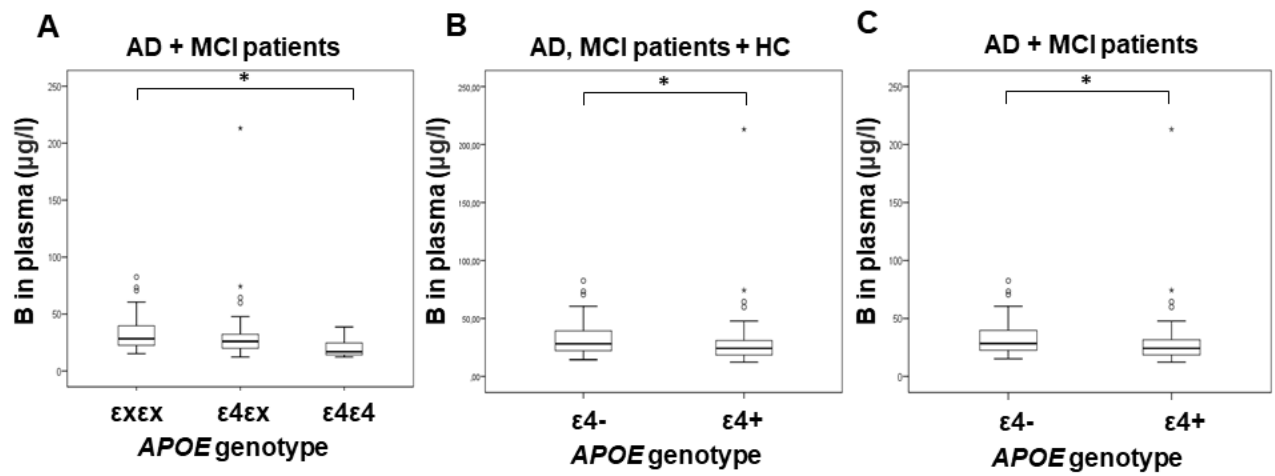 A
AD + MCI patients
*
B in plasma (µg/l)
250
200
150
100
50
0
εxεx ε4εx ε4ε4
APOE genotype
B
AD, MCI patients + HC
*
B in plasma (µg/l)
250,00
200,00
150,00
100,00
50,00
,00
ε4- ε4+
APOE genotype
C
AD + MCI patients
*
B in plasma (µg/l)
250
200
150
100
50
0
ε4- ε4+
APOE genotype